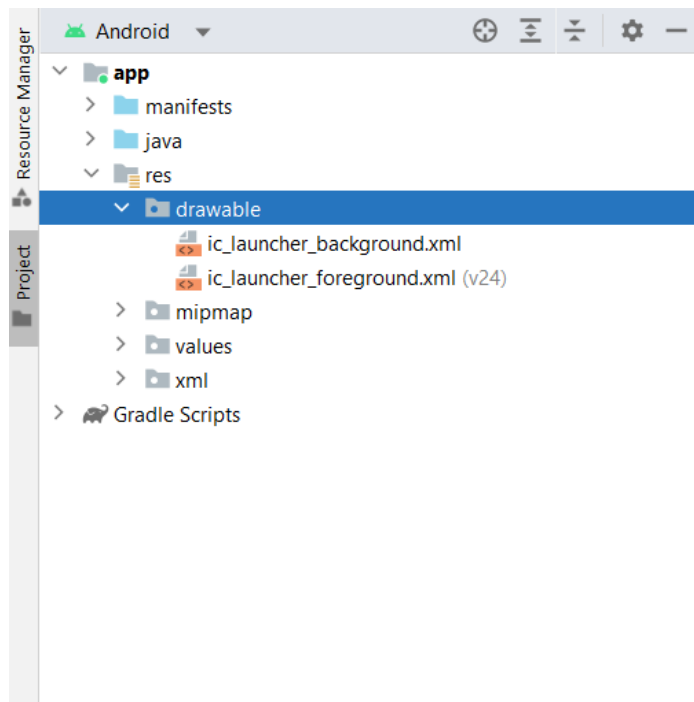 Android
app
manifests
java
res
drawable
ic_launcher_background.xml
ic_launcher_foreground.xml (v24)
mipmap
values
xml
Gradle Scripts
Resource Manager
Project